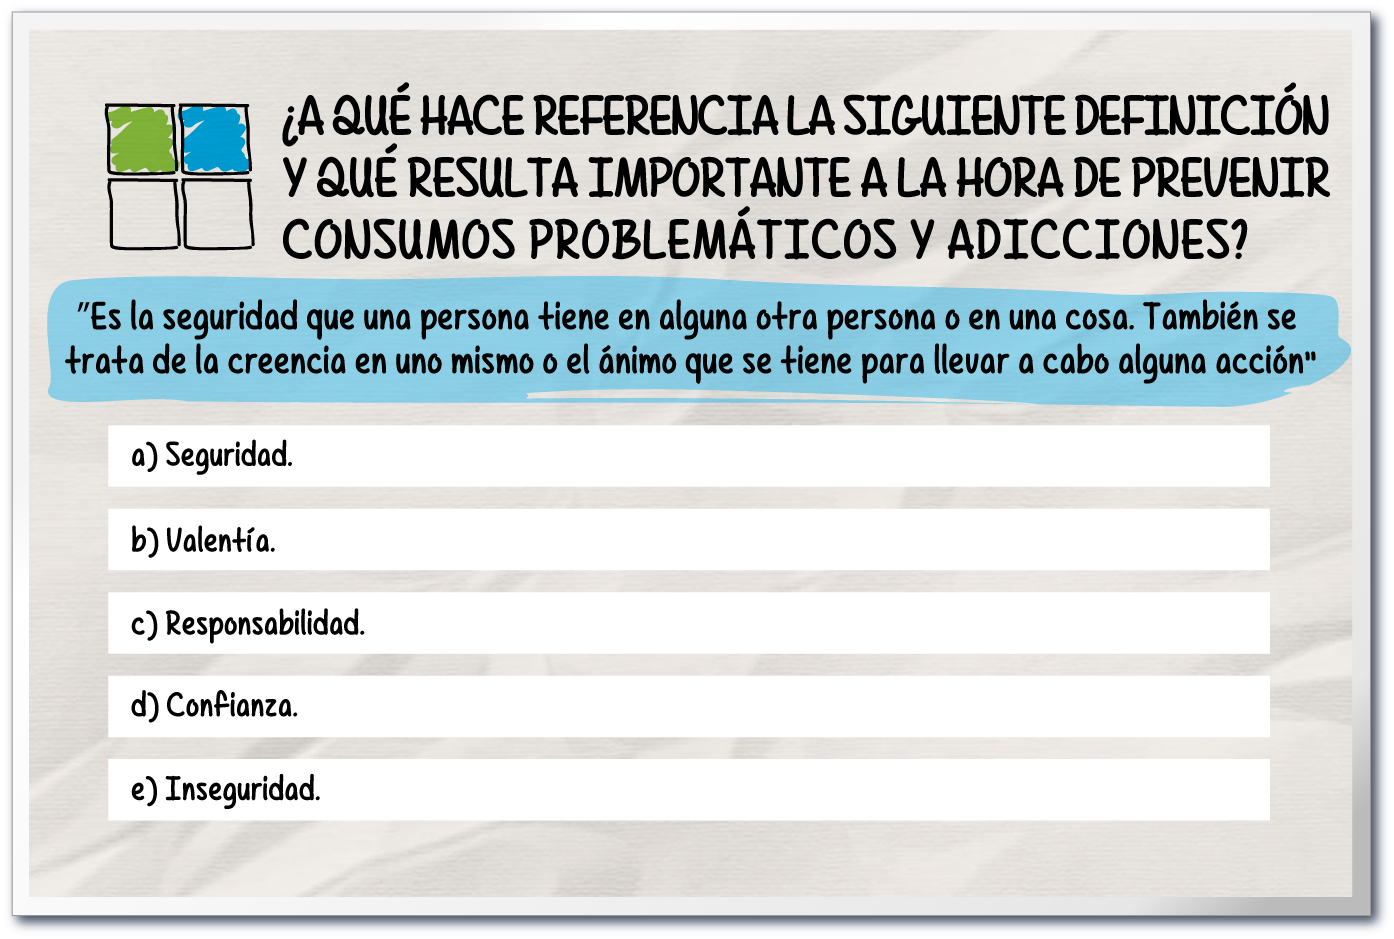 ¿A QUÉ HACE REFERENCIA LA SIGUIENTE DEFINICIÓN
Y QUÉ RESULTA IMPORTANTE A LA HORA DE PREVENIR
CONSUMOS PROBLEMÁTICOS Y ADICCIONES?
"Es la seguridad que una persona tiene en alguna otra persona o en una cosa. También se
trata de la creencia en uno mismo o el ánimo que se tiene para llevar a cabo alguna acción"
a) Seguridad.
b) Valentía.
c) Responsabilidad.
d) Confianza.
e) Inseguridad.